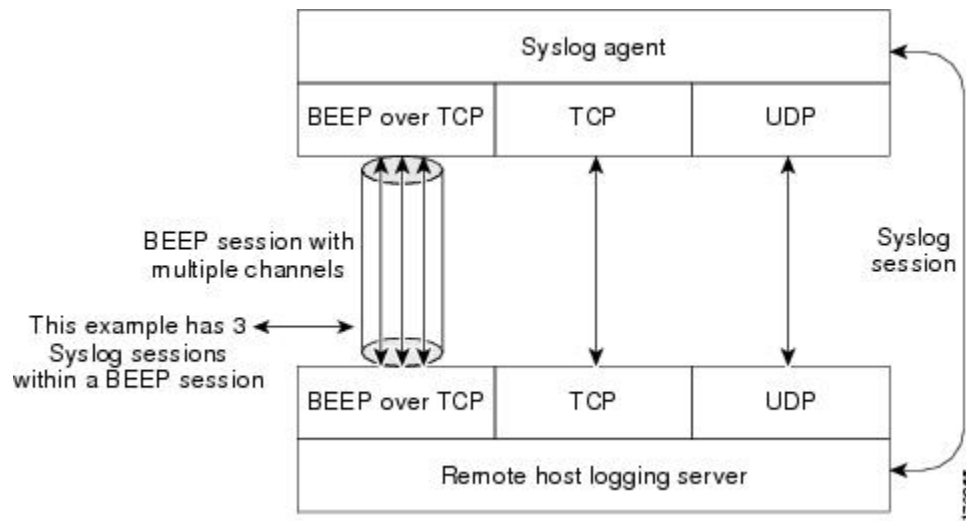 Syslog agent
BEEP over TCP
TCP
UDP
BEEP session with
multiple channels
Syslog
session
This example has 3
Syslog sessions
within a BEEP session
BEEP over TCP
TCP
UDP
Remote host logging server